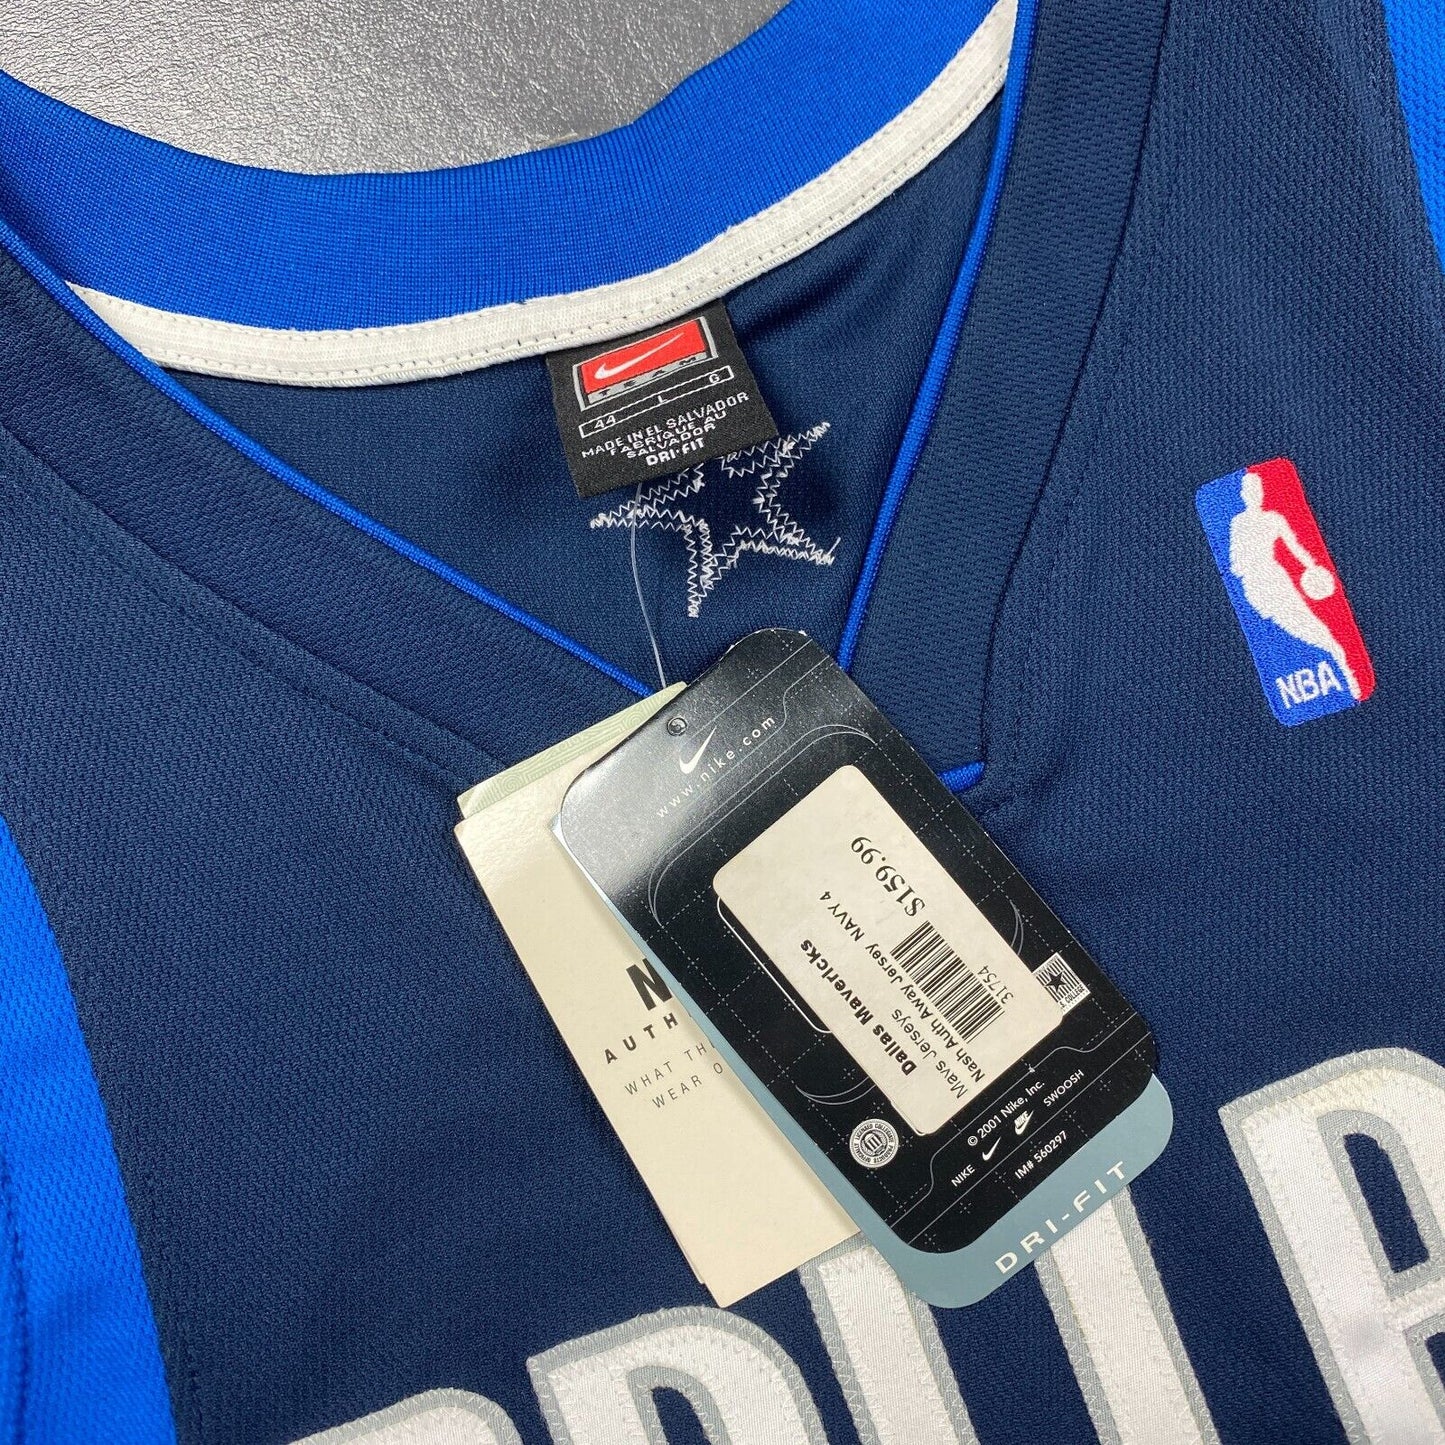 TEAM
44 L G
MADE IN EL SALVADOR
FABRIQUE AU
SALVADOR
DRI•FIT
NBA
www.nike.com
$159.99
31754
Nash Auth Away Jersey NAVY 4
Mavs Jerseys
Dallas Mavericks
AUTH
WHAT TH
WEAR O
© 2001 Nike, Inc.
NIKE SWOOSH
IM# 560297
DRI-FIT